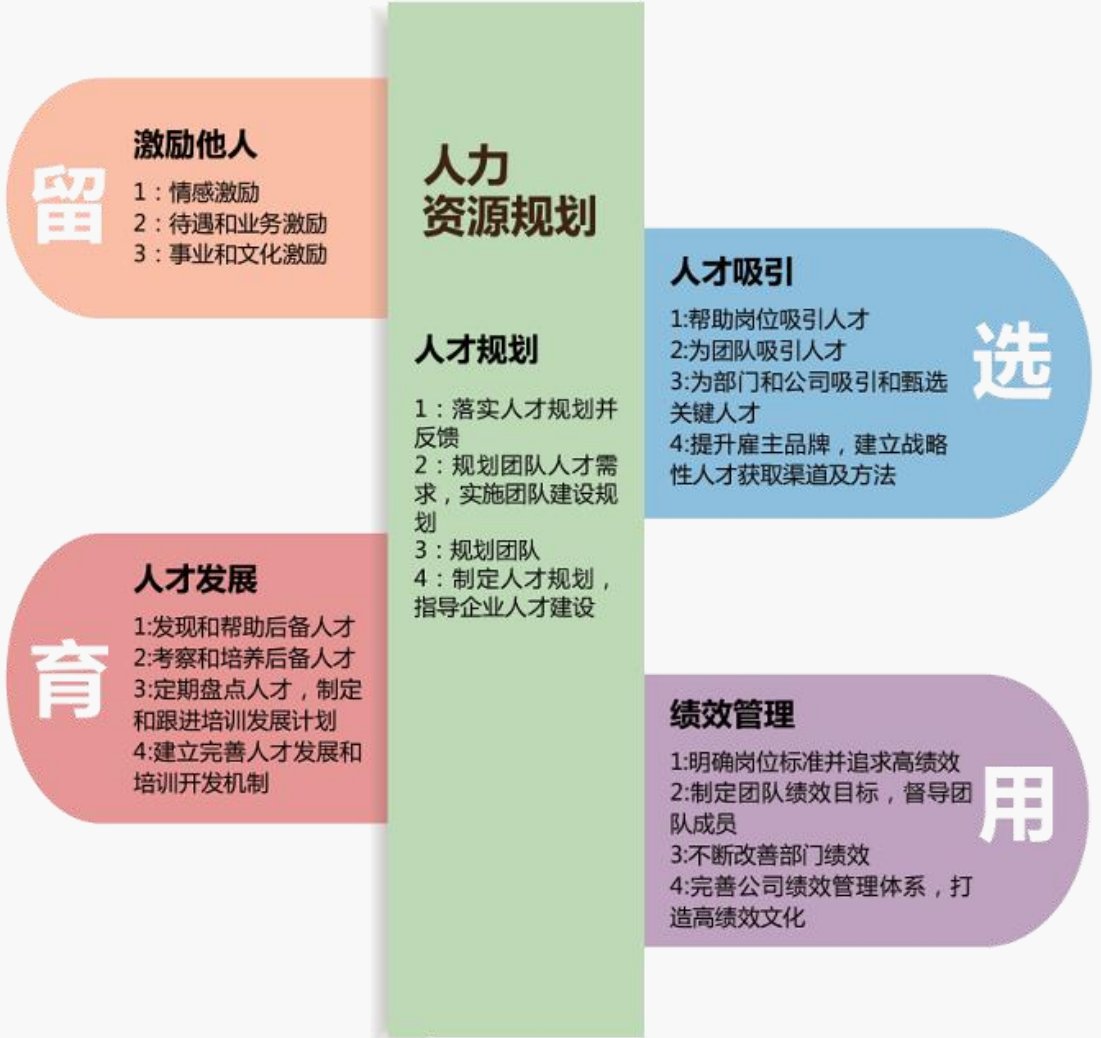 留
激励他人
1：情感激励
2：待遇和业务激励
3：事业和文化激励
人力
资源规划
人才规划
1：落实人才规划并
反馈
2：规划团队人才需
求，实施团队建设规
划
3：规划团队
4：制定人才规划，
指导企业人才建设
人才吸引
1:帮助岗位吸引人才
2:为团队吸引人才
3:为部门和公司吸引和甄选
关键人才
4:提升雇主品牌，建立战略
性人才获取渠道及方法
选
育
人才发展
1:发现和帮助后备人才
2:考察和培养后备人才
3:定期盘点人才，制定
和跟进培训发展计划
4:建立完善人才发展和
培训开发机制
绩效管理
1:明确岗位标准并追求高绩效
2:制定团队绩效目标，督导团
队成员
3:不断改善部门绩效
4:完善公司绩效管理体系，打
造高绩效文化
用